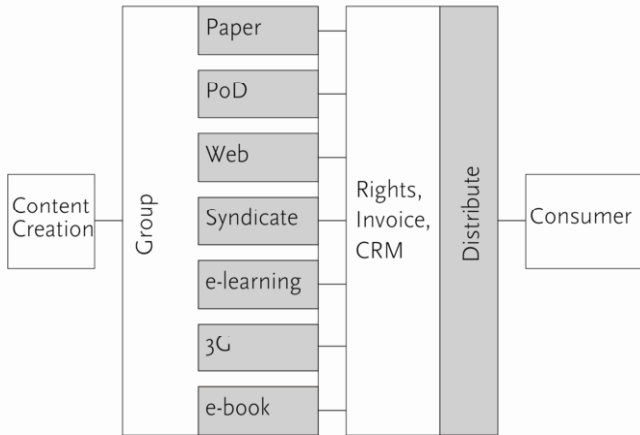 Content
Creation
Group
Paper
PoD
Web
Syndicate
e-learning
3G
e-book
Rights,
Invoice,
CRM
Distribute
Consumer